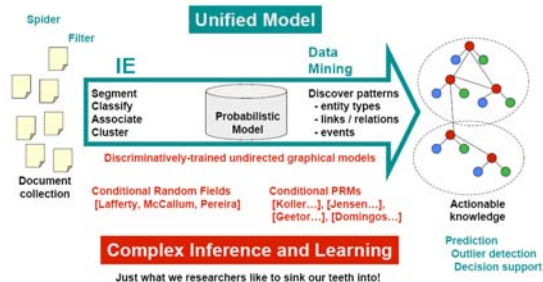 Unified Model
Spider
Filter
IE
Data
Mining
Segment
Classify
Associate
Cluster
Probabilistic
Model
Discover patterns
- entity types
- links / relations
- events
Discriminatively-trained undirected graphical models
Document
collection
Conditional Random Fields
[Lafferty, McCallum, Pereira]
Conditional PRMs
[Koller…], [Jensen…],
[Geetor…], [Domingos…]
Actionable
knowledge
Complex Inference and Learning
Just what we researchers like to sink our teeth into!
Prediction
Outlier detection
Decision support